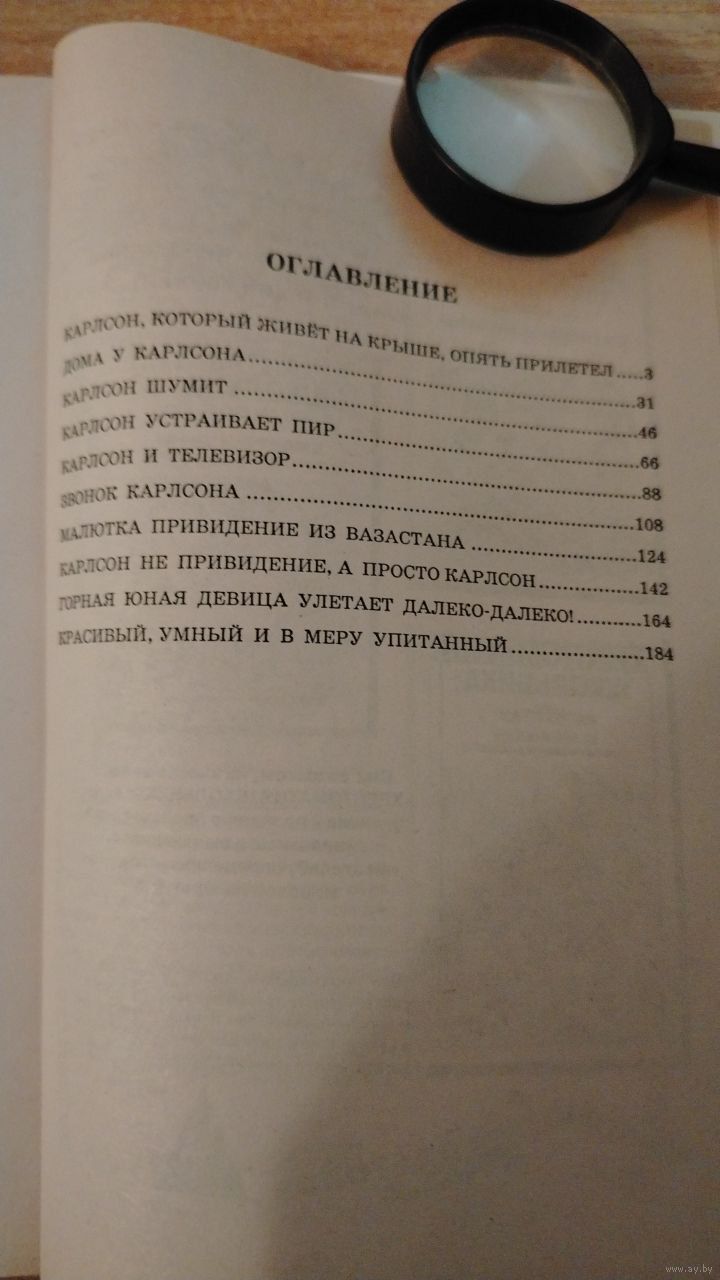 ОГЛАВЛЕНИЕ
КАРЛСОН, КОТОРЫЙ ЖИВЁТ НА КРЫШЕ, ОПЯТЬ ПРИЛЕТЕЛ.....3
ДОМА У КАРЛСОНА......................................................31
КАРЛСОН ШУМИТ ......................................................46
КАРЛСОН УСТРАИВАЕТ ПИР..........................................66
КАРЛСОН И ТЕЛЕВИЗОР................................................88
ЗВОНОК КАРЛСОНА ....................................................108
МАЛЮТКА ПРИВИДЕНИЕ ИЗ ВАЗАСТАНА ......................124
КАРЛСОН НЕ ПРИВИДЕНИЕ, А ПРОСТО КАРЛСОН..............142
ГОРНАЯ ЮНАЯ ДЕВИЦА УЛЕТАЕТ ДАЛЕКО-ДАЛЕКО!.........164
КРАСИВЫЙ, УМНЫЙ И В МЕРУ УПИТАННЫЙ...................184
www.ay.by